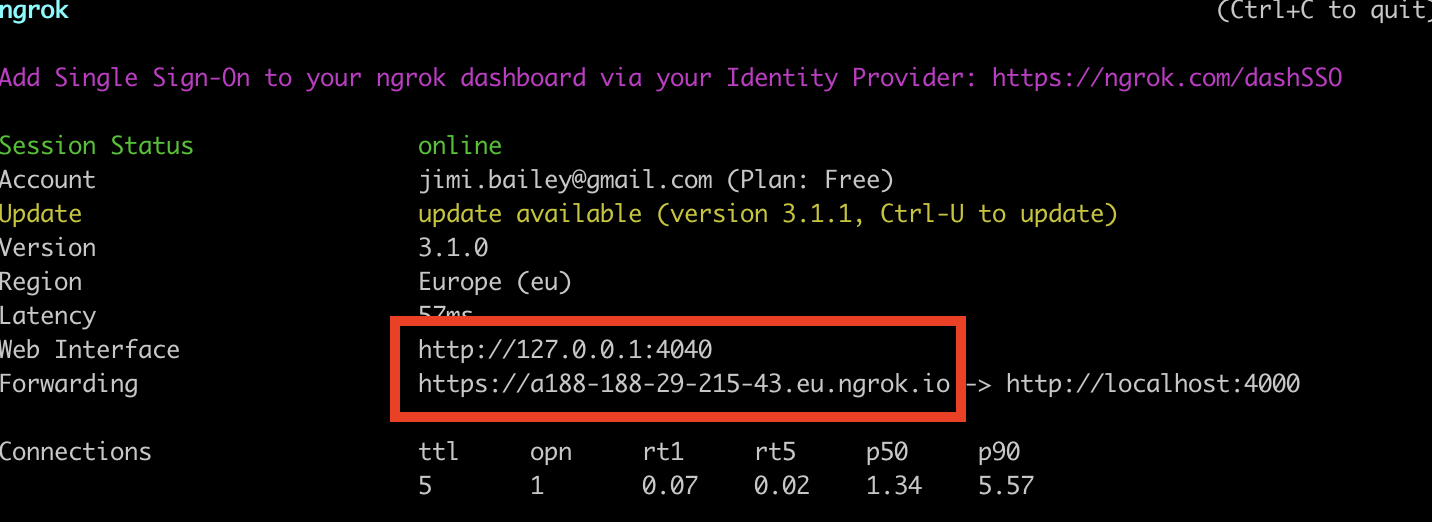 ngrok (Ctrl+C to quit)
Add Single Sign-On to your ngrok dashboard via your Identity Provider: https://ngrok.com/dashSSO
Session Status online
Account jimi.bailey@gmail.com (Plan: Free)
Update update available (version 3.1.1, Ctrl-U to update)
Version 3.1.0
Region Europe (eu)
Latency 57ms
Web Interface http://127.0.0.1:4040
Forwarding https://a188-188-29-215-43.eu.ngrok.io -> http://localhost:4000
Connections ttl opn rt1 rt5 p50 p90
5 1 0.07 0.02 1.34 5.57